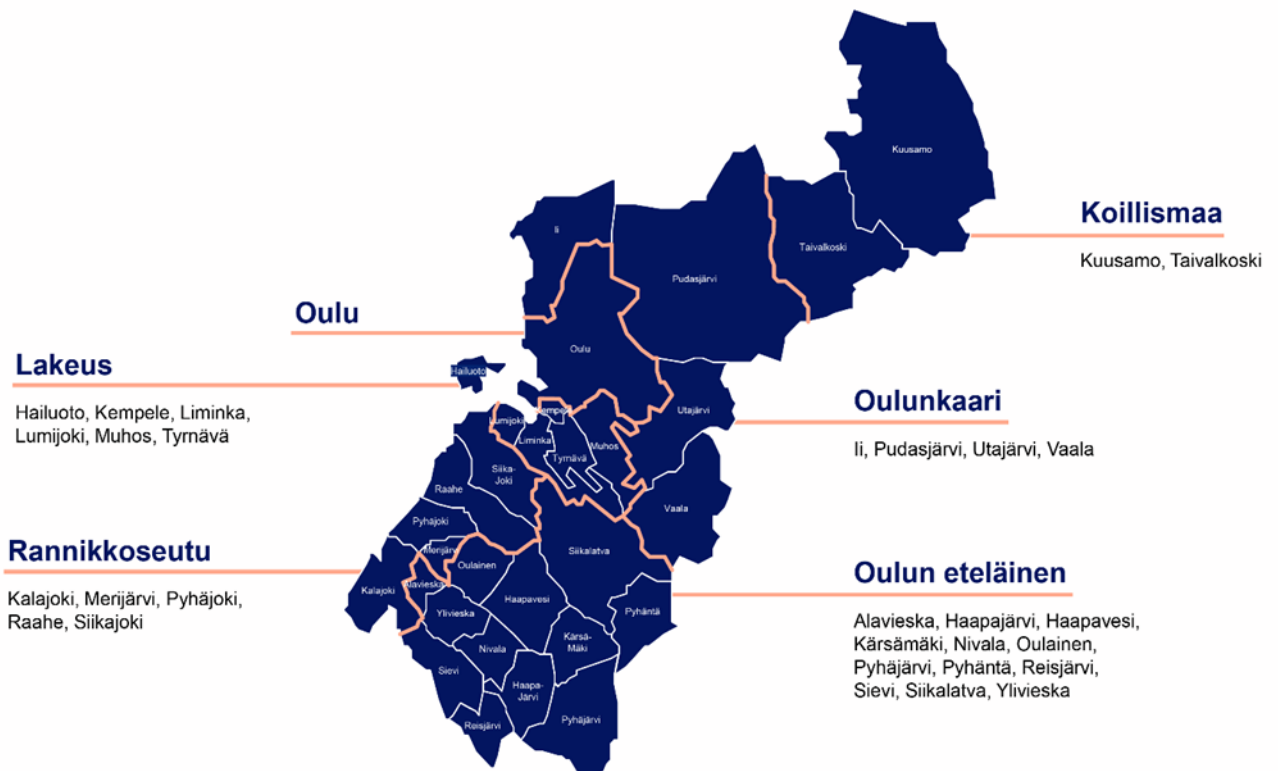 Koillismaa
Kuusamo, Taivalkoski
Oulu
Lakeus
Hailuoto, Kempele, Liminka,
Lumijoki, Muhos, Tyrnävä
Oulunkaari
Ii, Pudasjärvi, Utajärvi, Vaala
Rannikkoseutu
Kalajoki, Merijärvi, Pyhäjoki,
Raahe, Siikajoki
Oulun eteläinen
Alavieska, Haapajärvi, Haapavesi,
Kärsämäki, Nivala, Oulainen,
Pyhäjärvi, Pyhäntä, Reisjärvi,
Sievi, Siikalatva, Ylivieska
Kuusamo
Ii
Taivalkoski
Pudasjärvi
Oulu
Hailuoto
Kempele
Utajärvi
Lumijoki
Liminka
Muhos
Tyrnävä
Siika-
Joki
Raahe
Vaala
Pyhäjoki
Merijärvi
Siikalatva
Oulainen
Alavieska
Kalajoki
Haapavesi
Ylivieska
Pyhäntä
Kärsä-
Mäki
Nivala
Sievi
Haapa-
Järvi
Pyhäjärvi
Reisjärvi